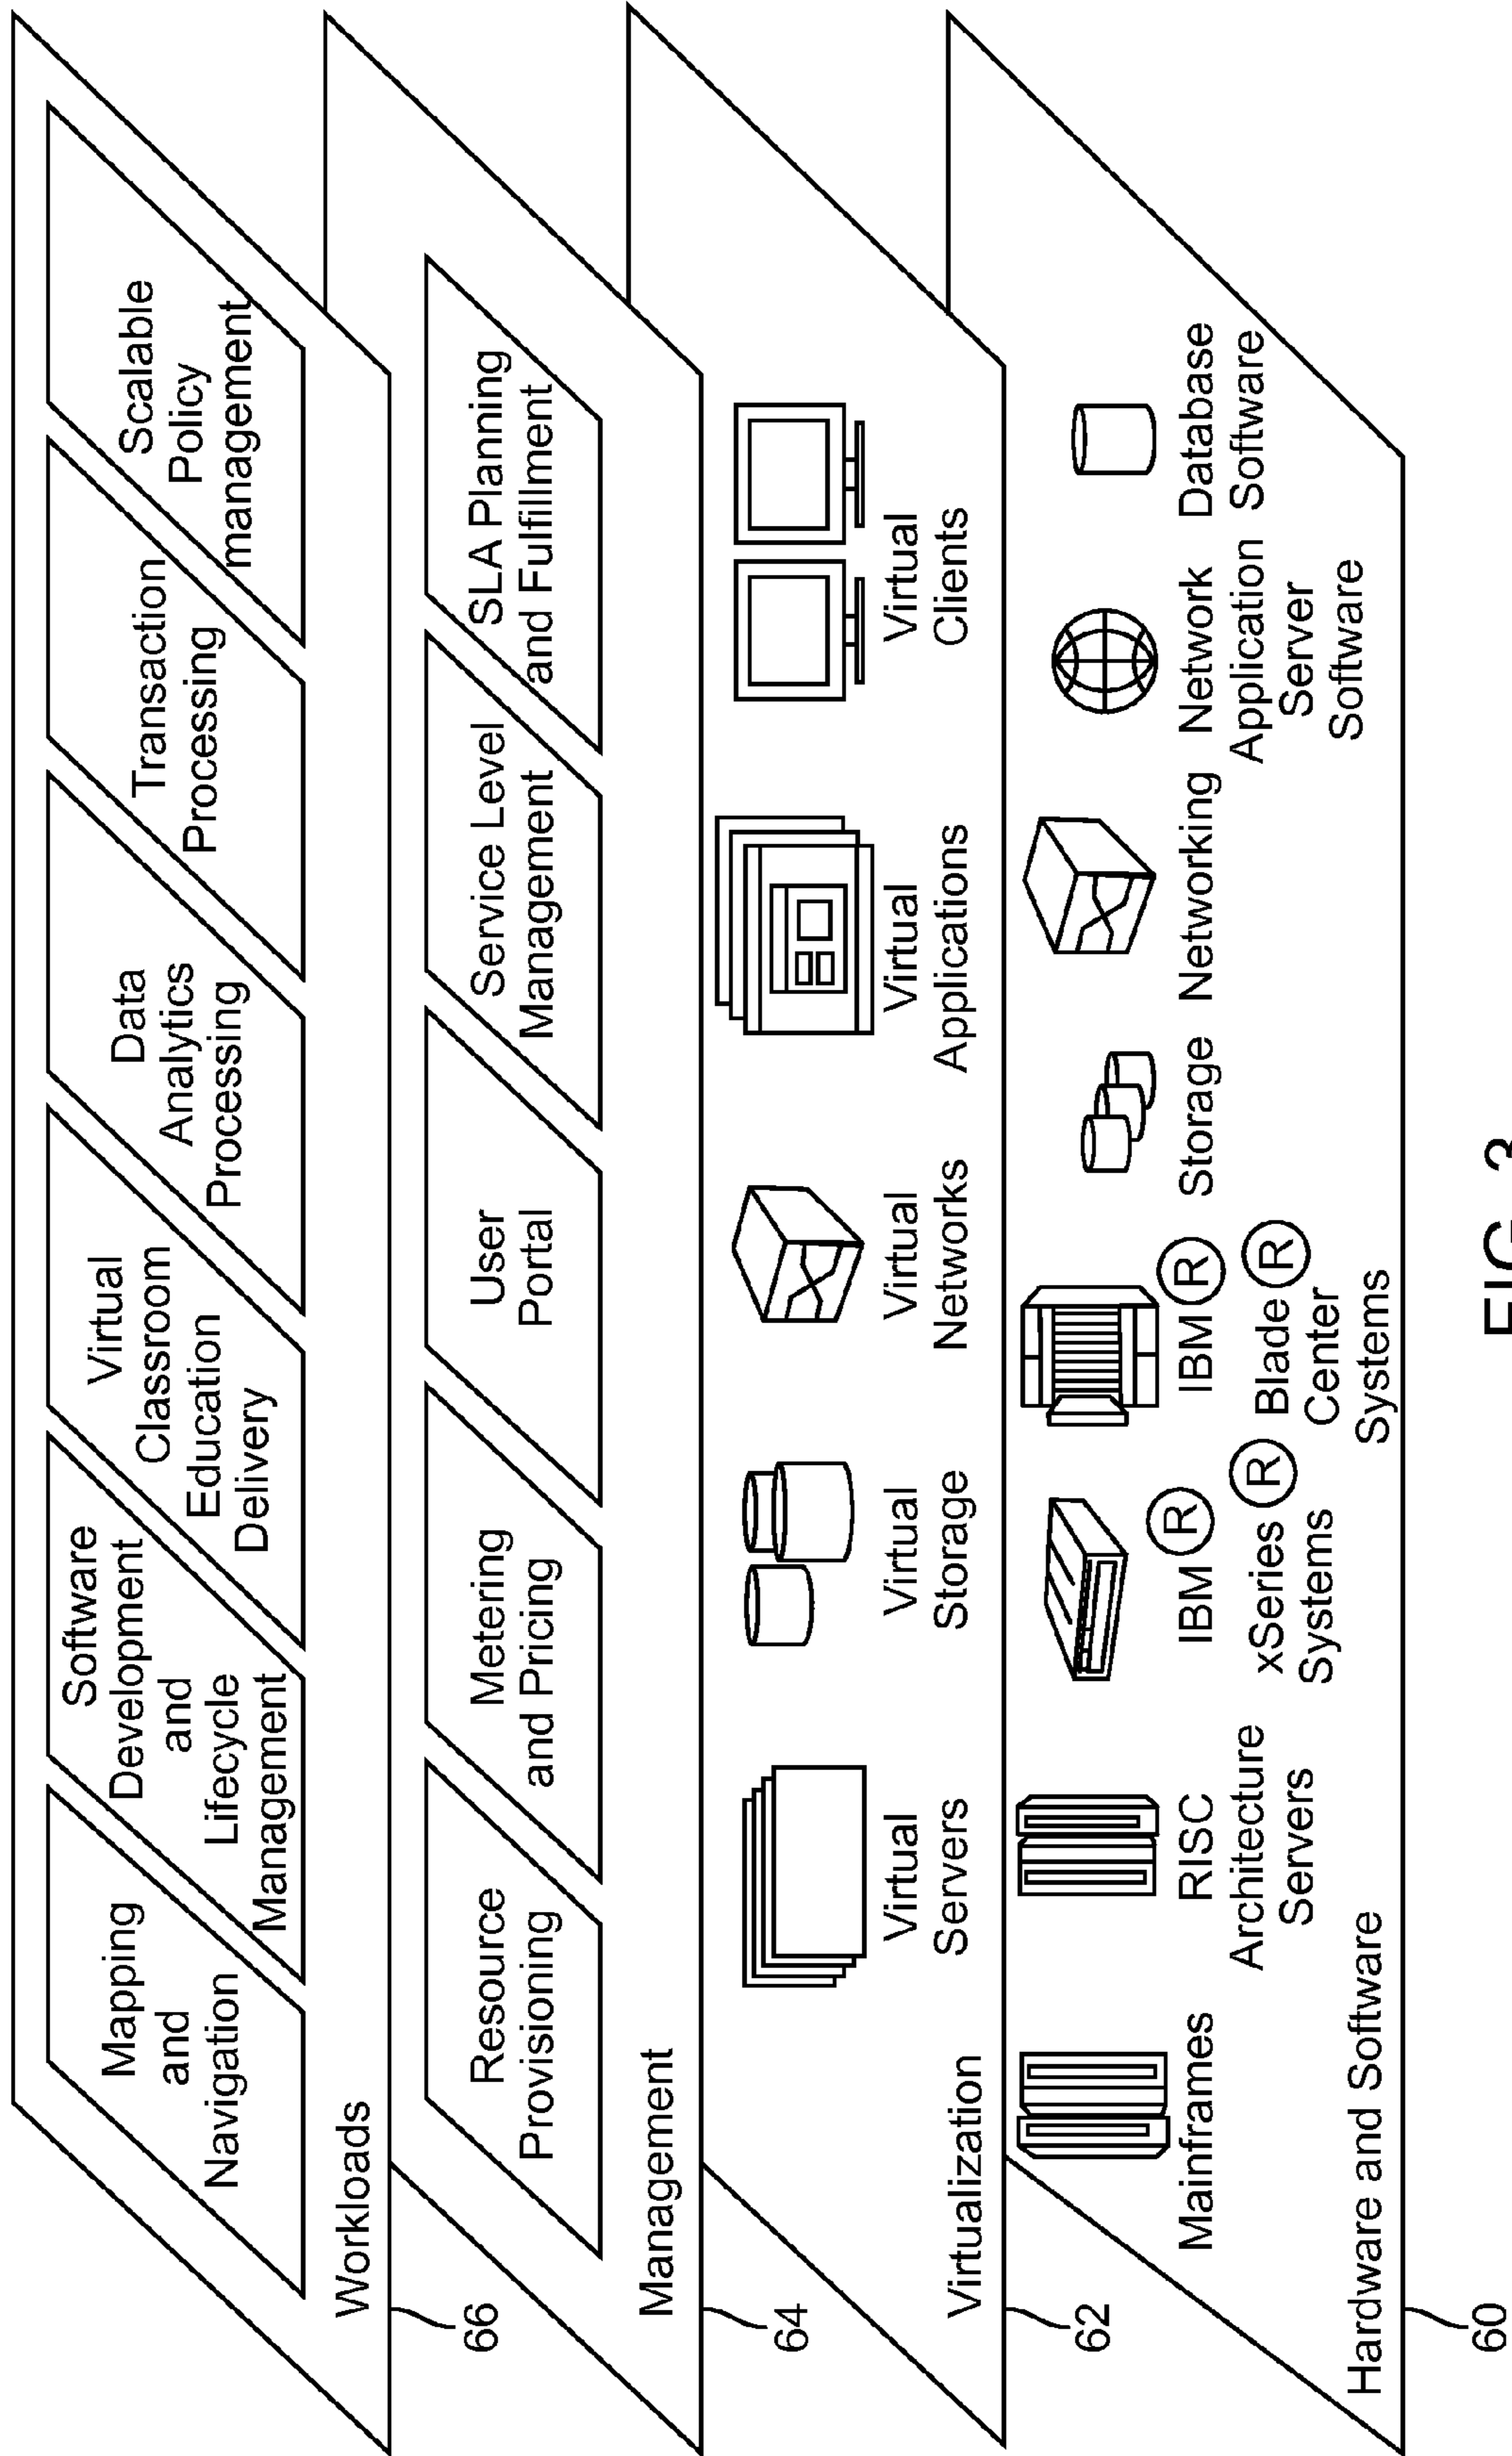 Mapping
and
Navigation
Software
Development
and
Lifecycle
Management
Virtual
Classroom
Education
Delivery
Data
Analytics
Processing
Transaction
Processing
Scalable
Policy
management
Workloads
66
Resource
Provisioning
Metering
and Pricing
User
Portal
Service Level
Management
SLA Planning
and Fulfillment
Management
64
Virtual
Servers
Virtual
Storage
Virtual
Networks
Virtual
Applications
Virtual
Clients
Virtualization
62
Mainframes
RISC
Architecture
Servers
IBM®
xSeries®
Systems
IBM®
Blade®
Center
Systems
Storage
Networking
Network
Application
Server
Software
Database
Software
Hardware and Software
60
FIG. 3